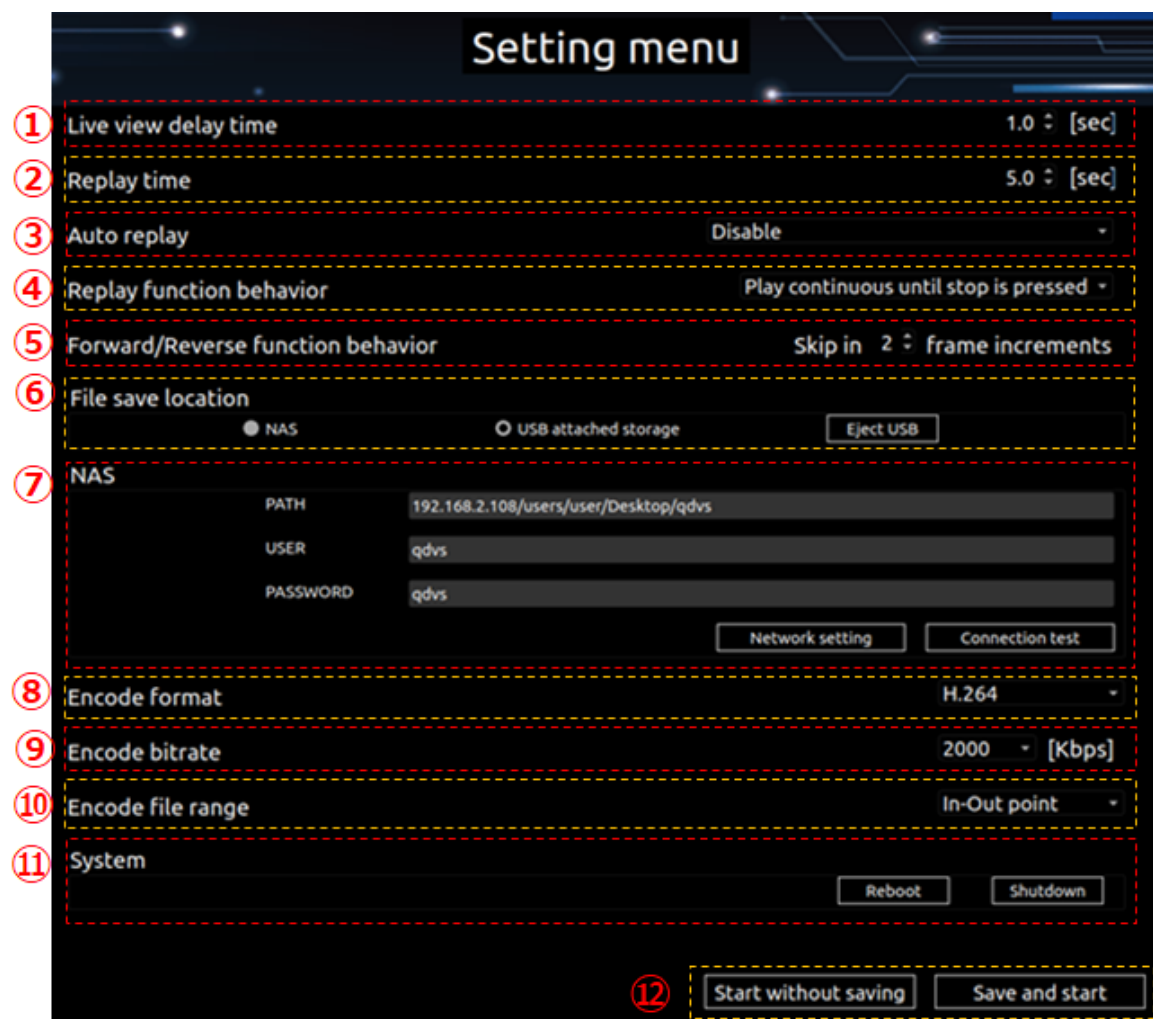 Setting menu
① Live view delay time 1.0 [sec]
② Replay time 5.0 [sec]
③ Auto replay Disable
④ Replay function behavior Play continuous until stop is pressed
⑤ Forward/Reverse function behavior Skip in 2 frame increments
⑥ File save location
NAS USB attached storage Eject USB
⑦ NAS
PATH 192.168.2.108/users/user/Desktop/qdvs
USER qdvs
PASSWORD qdvs
Network setting Connection test
⑧ Encode format H.264
⑨ Encode bitrate 2000 [Kbps]
⑩ Encode file range In-Out point
⑪ System
Reboot Shutdown
⑫ Start without saving Save and start